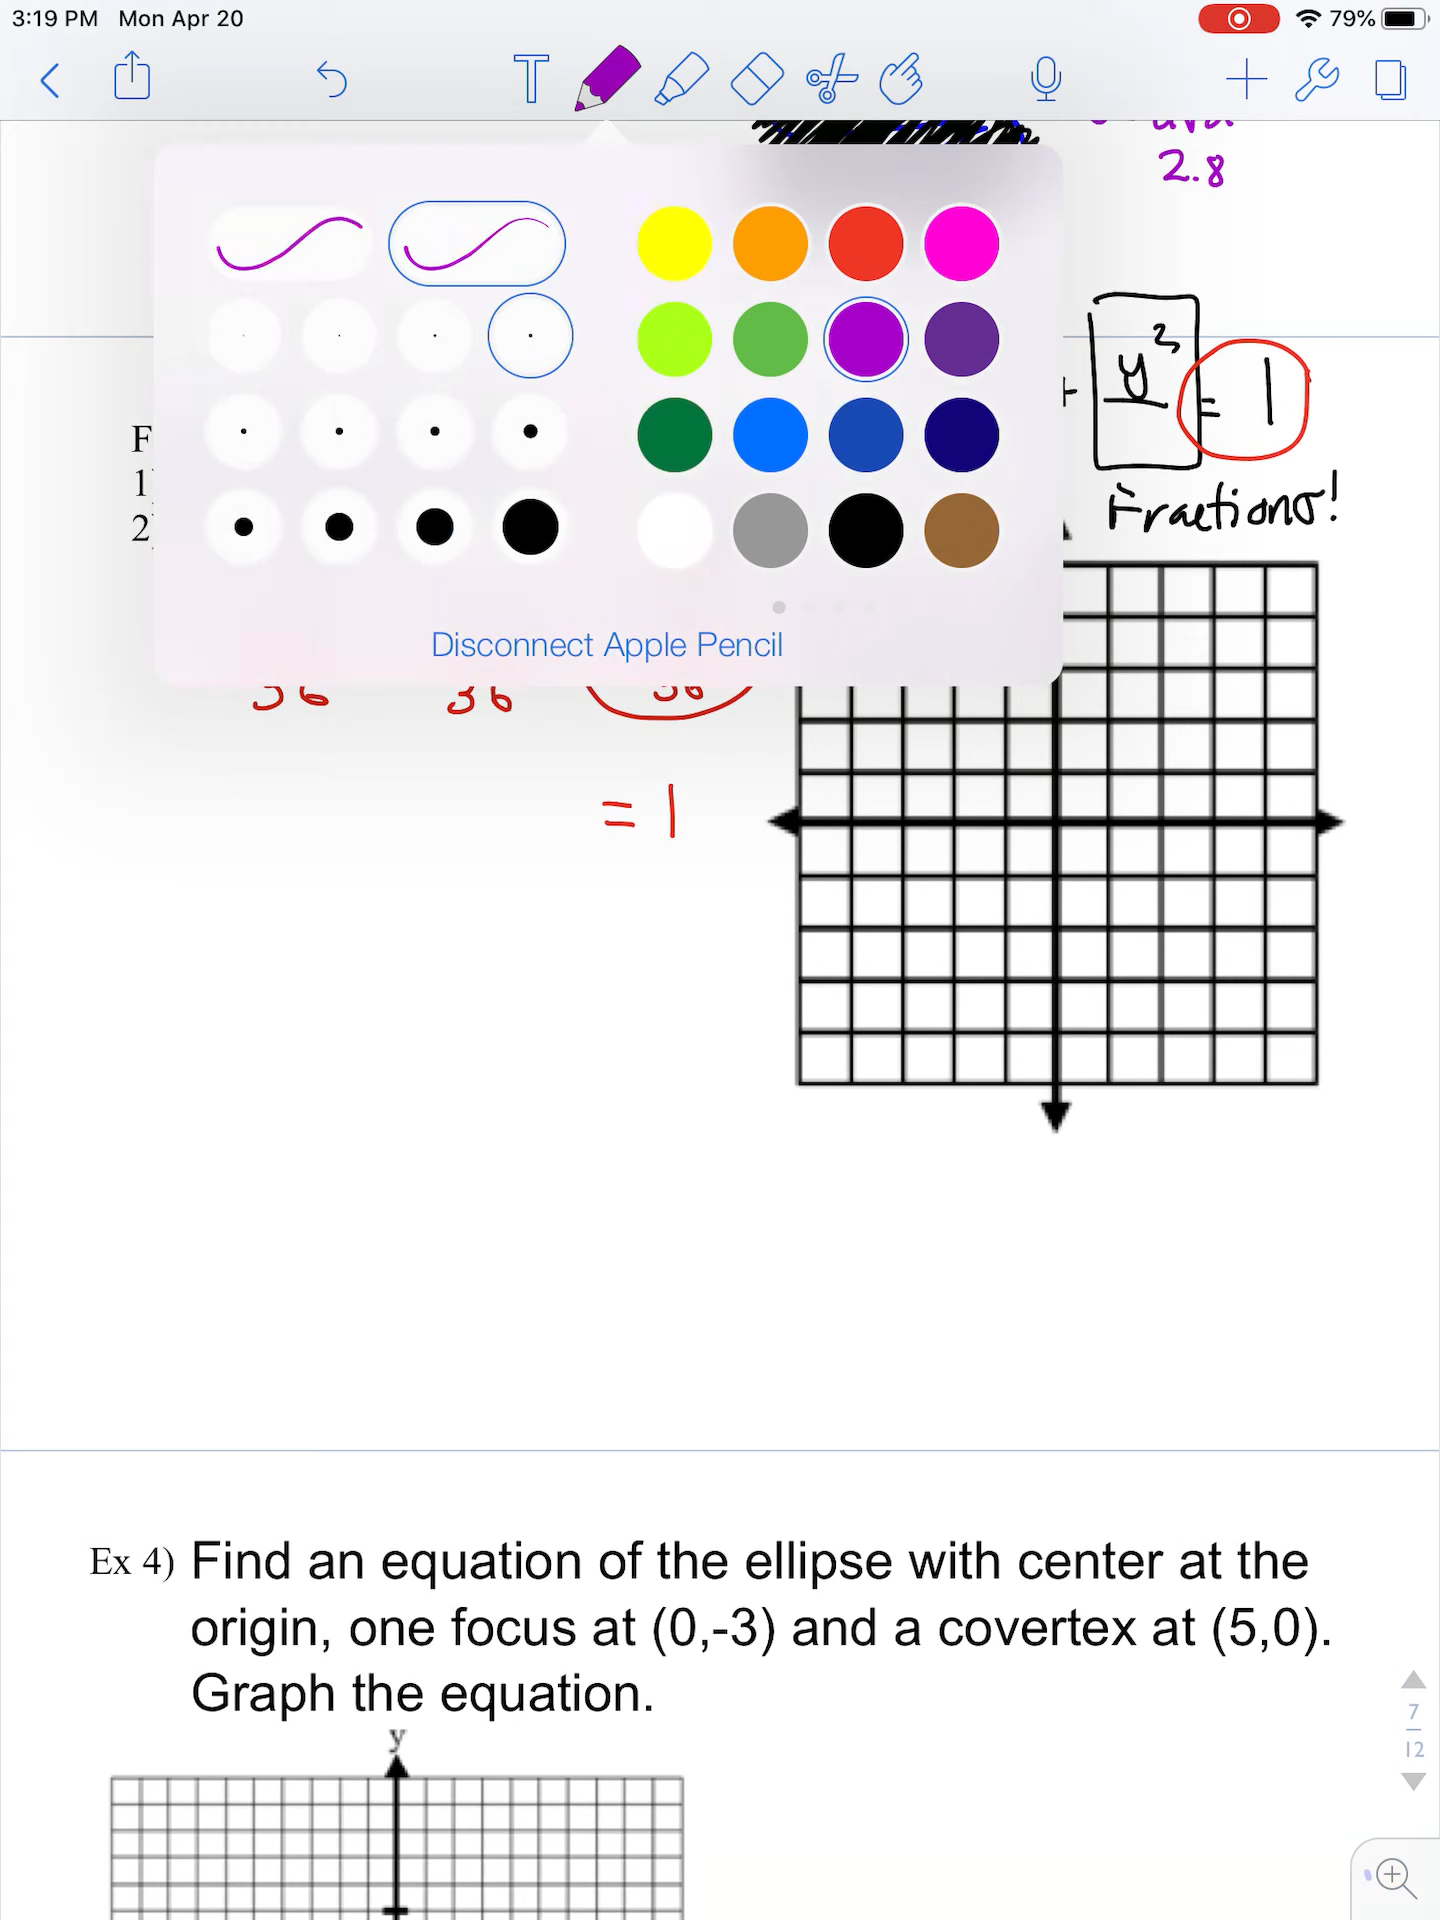 3:19 PM Mon Apr 20
79%
T
2.8
+ y² = 1
F
1)
2)
Fractions!
Disconnect Apple Pencil
36 36 36
= 1
Ex 4) Find an equation of the ellipse with center at the
origin, one focus at (0,-3) and a covertex at (5,0).
Graph the equation.
y
7
12